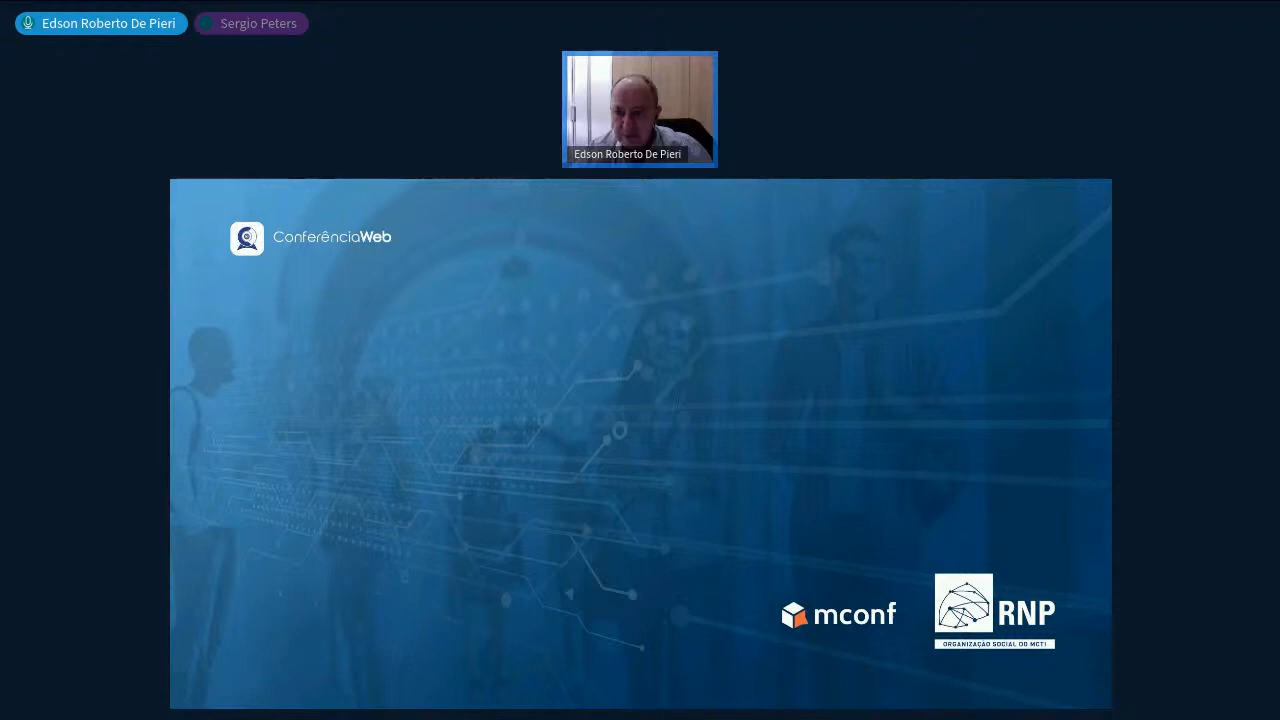 Edson Roberto De Pieri
Sergio Peters
Edson Roberto De Pieri
ConferênciaWeb
mconf
RNP
ORGANIZAÇÃO SOCIAL DO MCTI